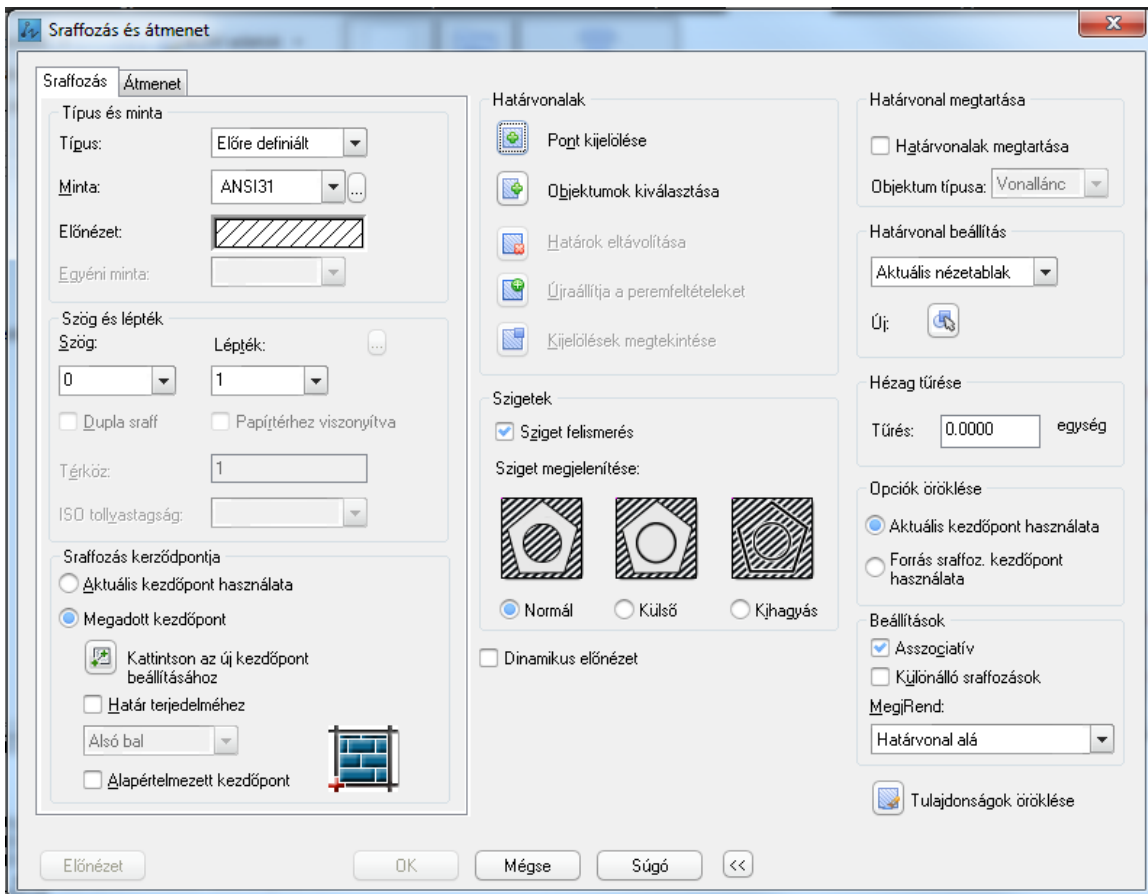 Sraffozás és átmenet
Sraffozás
Átmenet
Típus és minta
Típus:
Előre definiált
Minta:
ANSI31
...
Előnézet:
Egyéni minta:
Szög és lépték
Szög:
Lépték:
...
0
1
Dupla sraff
Papírtérhez viszonyítva
Térköz:
1
ISO tollvastagság:
Sraffozás kerződpontja
Aktuális kezdőpont használata
Megadott kezdőpont
Kattintson az új kezdőpont
beállításához
Határ terjedelméhez
Alsó bal
Alapértelmezett kezdőpont
Határvonalak
Pont kijelölése
Objektumok kiválasztása
Határok eltávolítása
Újraállítja a peremfeltételeket
Kijelölések megtekintése
Szigetek
Sziget felismerés
Sziget megjelenítése:
Normál
Külső
Kihagyás
Dinamikus előnézet
Határvonal megtartása
Határvonalak megtartása
Objektum típusa:
Vonallánc
Határvonal beállítás
Aktuális nézetablak
Új:
Hézag tűrése
Tűrés:
0.0000
egység
Opciók öröklése
Aktuális kezdőpont használata
Forrás sraffoz. kezdőpont
használata
Beállítások
Asszociatív
Különálló sraffozások
MegjRend:
Határvonal alá
Tulajdonságok öröklése
Előnézet
OK
Mégse
Súgó
<<